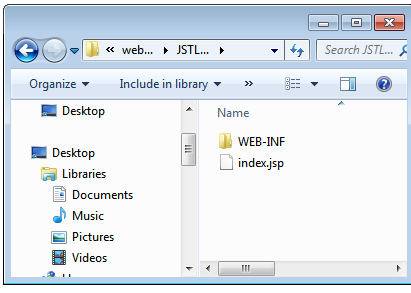 « web... ▸ JSTL... ▸ Search JSTL...
Organize ▾ Include in library ▾ »
Desktop
Desktop
Libraries
Documents
Music
Pictures
Videos
Name
WEB-INF
index.jsp